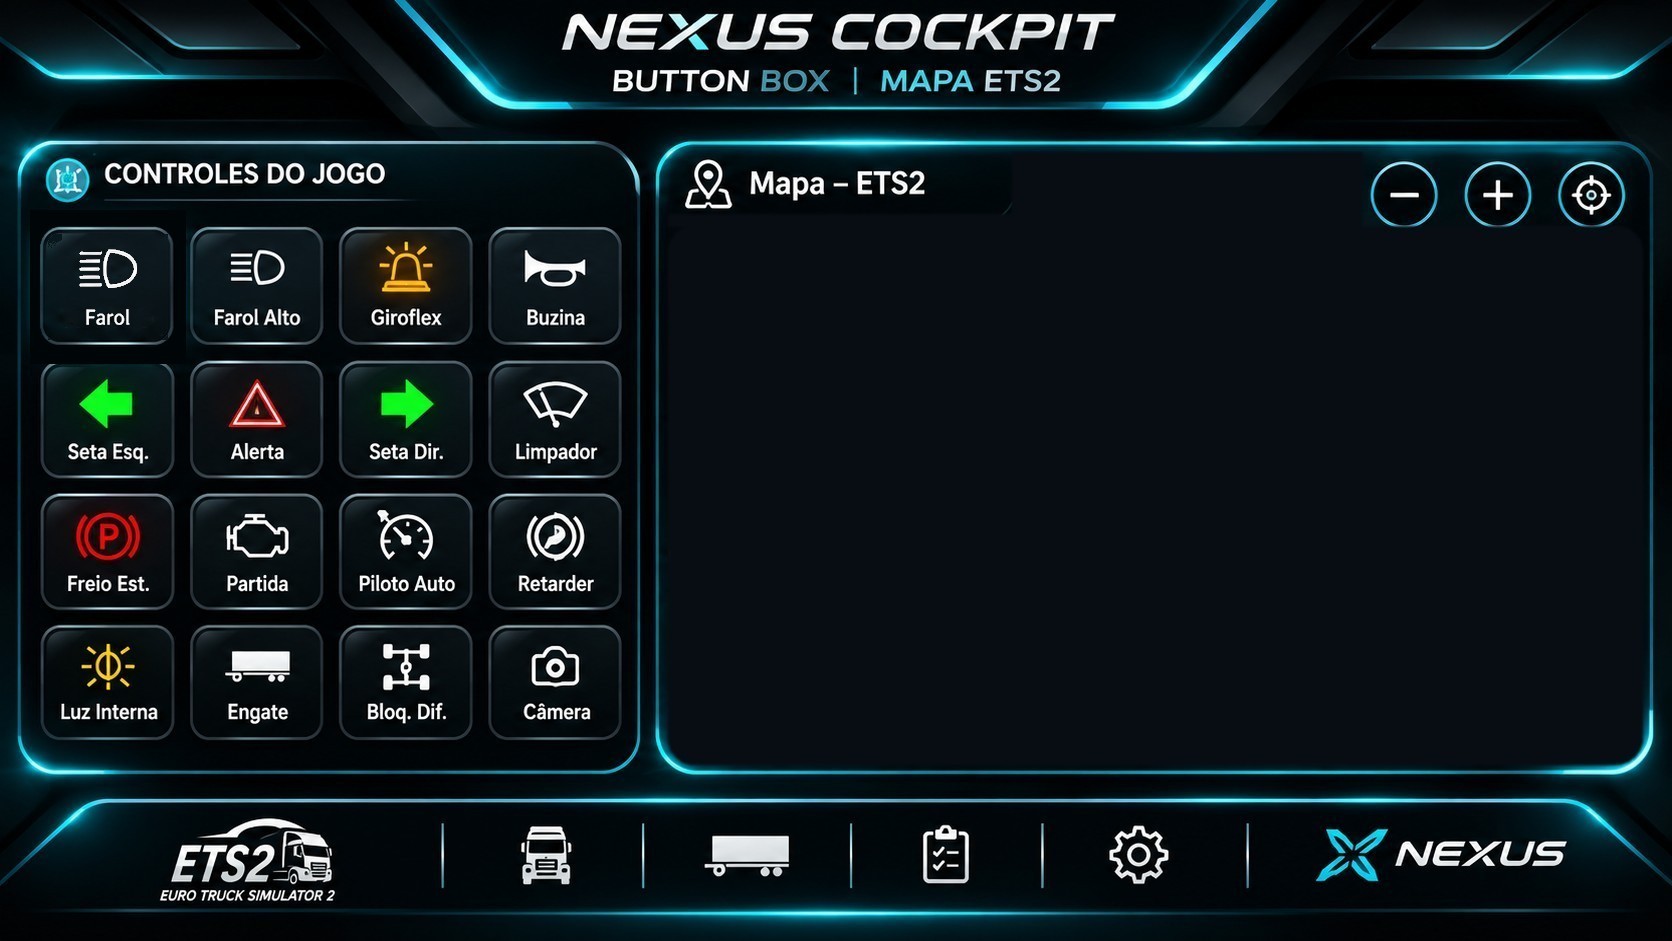 NEXUS COCKPIT
BUTTON BOX | MAPA ETS2
CONTROLES DO JOGO
Farol
Farol Alto
Giroflex
Buzina
Seta Esq.
Alerta
Seta Dir.
Limpador
P
Freio Est.
Partida
Piloto Auto
Retarder
Luz Interna
Engate
Bloq. Dif.
Câmera
Mapa – ETS2
ETS2
EURO TRUCK SIMULATOR 2
NEXUS